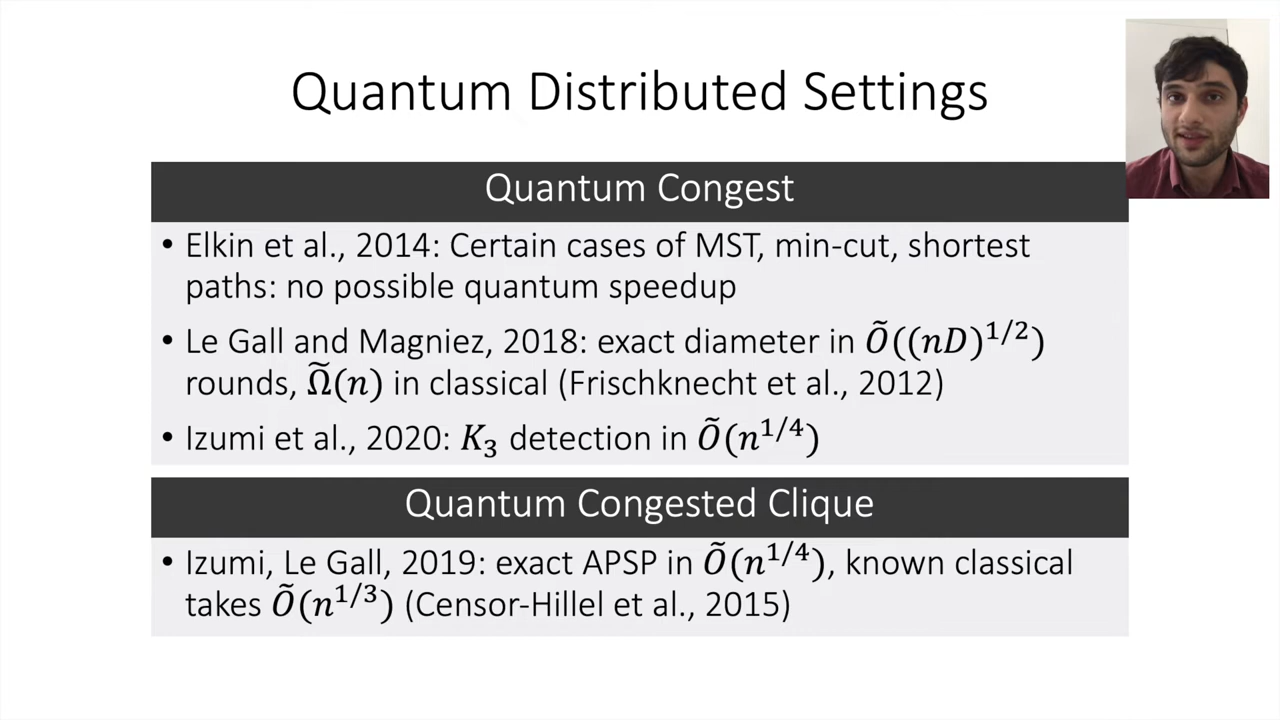 Quantum Distributed Settings
Quantum Congest
• Elkin et al., 2014: Certain cases of MST, min-cut, shortest
paths: no possible quantum speedup
• Le Gall and Magniez, 2018: exact diameter in Õ((nD)^{1/2})
rounds, Ω̃(n) in classical (Frischknecht et al., 2012)
• Izumi et al., 2020: K₃ detection in Õ(n^{1/4})
Quantum Congested Clique
• Izumi, Le Gall, 2019: exact APSP in Õ(n^{1/4}), known classical
takes Õ(n^{1/3}) (Censor-Hillel et al., 2015)